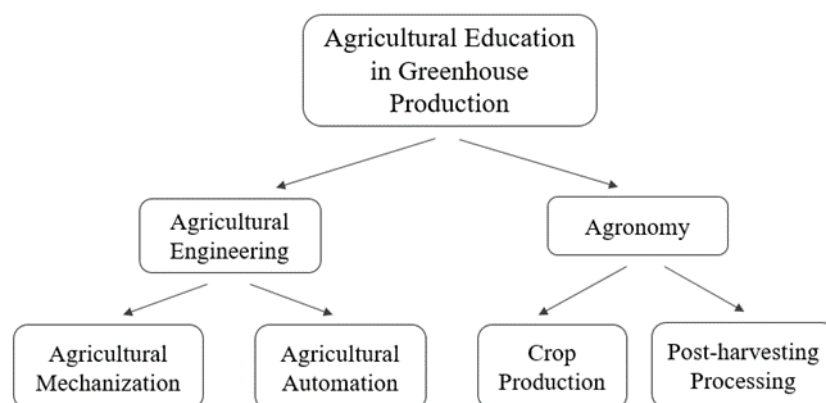 Agricultural Education
in Greenhouse
Production
Agricultural
Engineering
Agronomy
Agricultural
Mechanization
Agricultural
Automation
Crop
Production
Post-harvesting
Processing